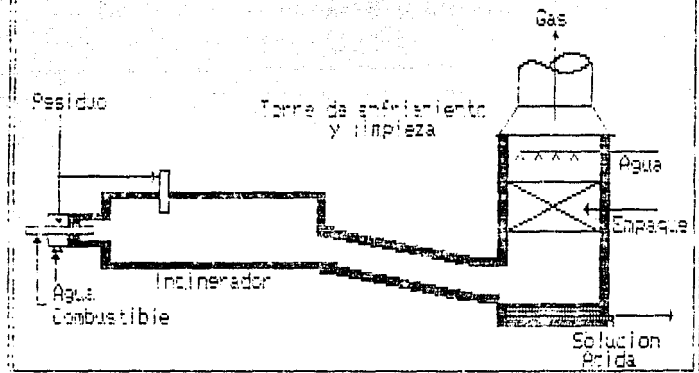 Gas
Residuo
Torre de enfriamiento
y limpieza
Agua
Empaque
Incinerador
Agua
Combustible
Solucion
Acida